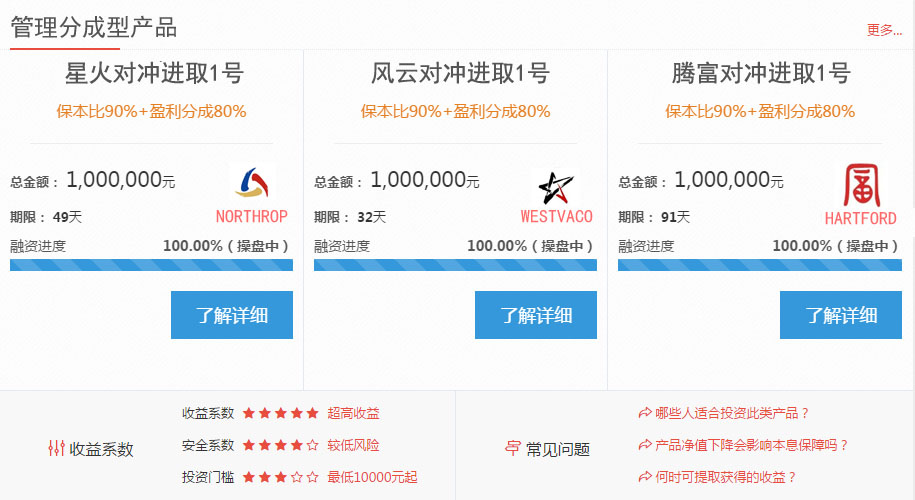 管理分成型产品
更多...
星火对冲进取1号
保本比90%+盈利分成80%
总金额： 1,000,000元
NORTHROP
期限： 49天
融资进度 100.00% ( 操盘中 )
了解详细
风云对冲进取1号
保本比90%+盈利分成80%
总金额： 1,000,000元
WESTVACO
期限： 32天
融资进度 100.00% ( 操盘中 )
了解详细
腾富对冲进取1号
保本比90%+盈利分成80%
总金额： 1,000,000元
富
HARTFORD
期限： 91天
融资进度 100.00% ( 操盘中 )
了解详细
收益系数
收益系数 ★★★★★ 超高收益
安全系数 ★★★★☆ 较低风险
投资门槛 ★★★☆☆ 最低10000元起
常见问题
哪些人适合投资此类产品？
产品净值下降会影响本息保障吗？
何时可提取获得的收益？